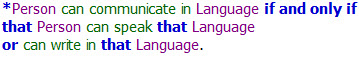 *Person can communicate in Language if and only if
that Person can speak that Language
or can write in that Language.